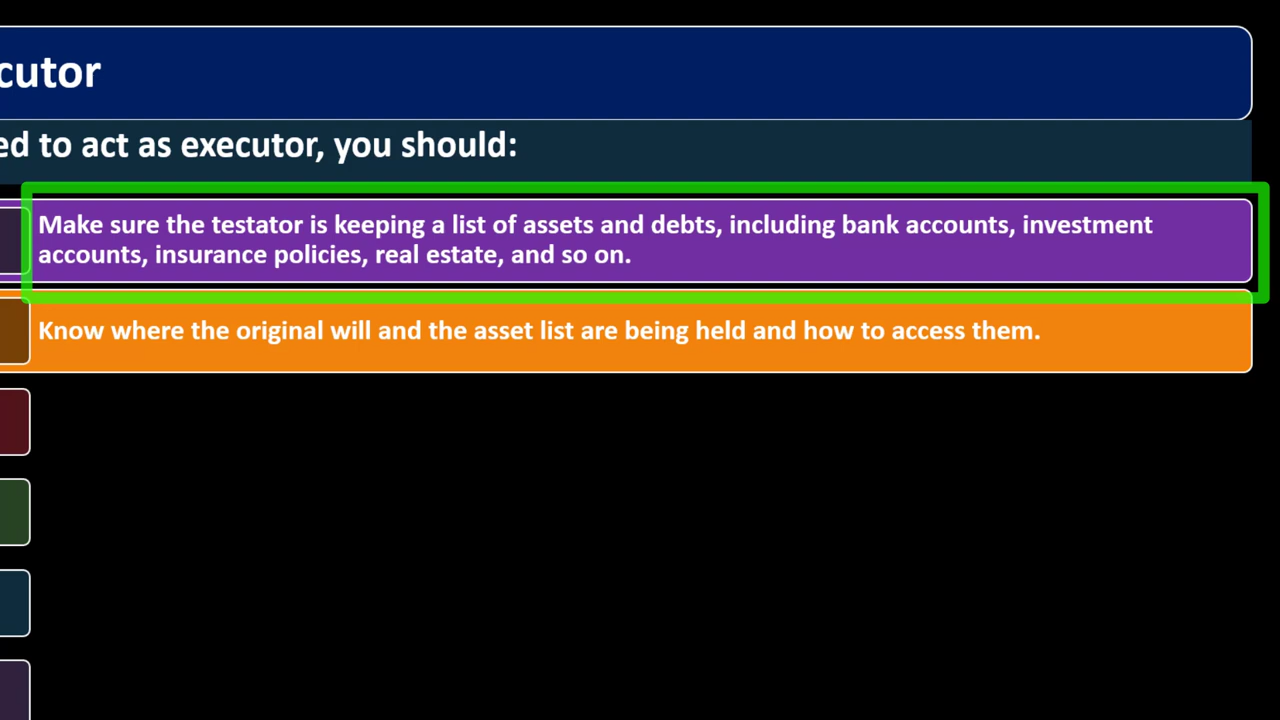 cutor
ed to act as executor, you should:
Make sure the testator is keeping a list of assets and debts, including bank accounts, investment
accounts, insurance policies, real estate, and so on.
Know where the original will and the asset list are being held and how to access them.